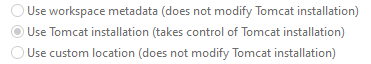 Use workspace metadata (does not modify Tomcat installation)
Use Tomcat installation (takes control of Tomcat installation)
Use custom location (does not modify Tomcat installation)